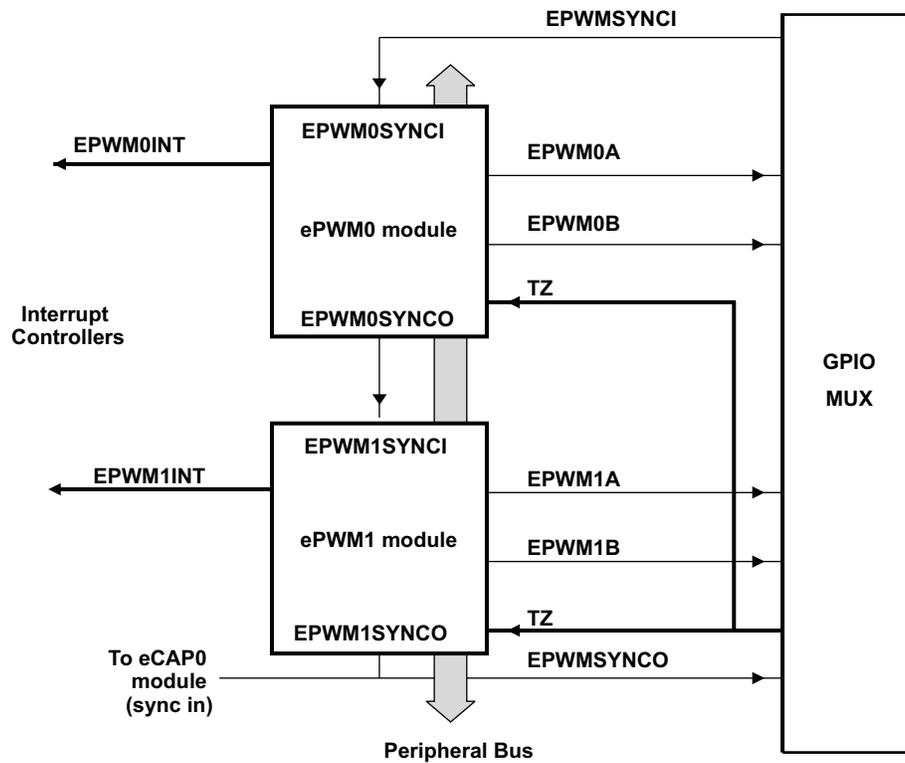 EPWMSYNCI
EPWM0SYNCI
EPWM0INT
EPWM0A
ePWM0 module
EPWM0B
TZ
EPWM0SYNCO
Interrupt
Controllers
GPIO
MUX
EPWM1SYNCI
EPWM1INT
EPWM1A
ePWM1 module
EPWM1B
TZ
EPWM1SYNCO
To eCAP0
module
(sync in)
EPWMSYNCO
Peripheral Bus